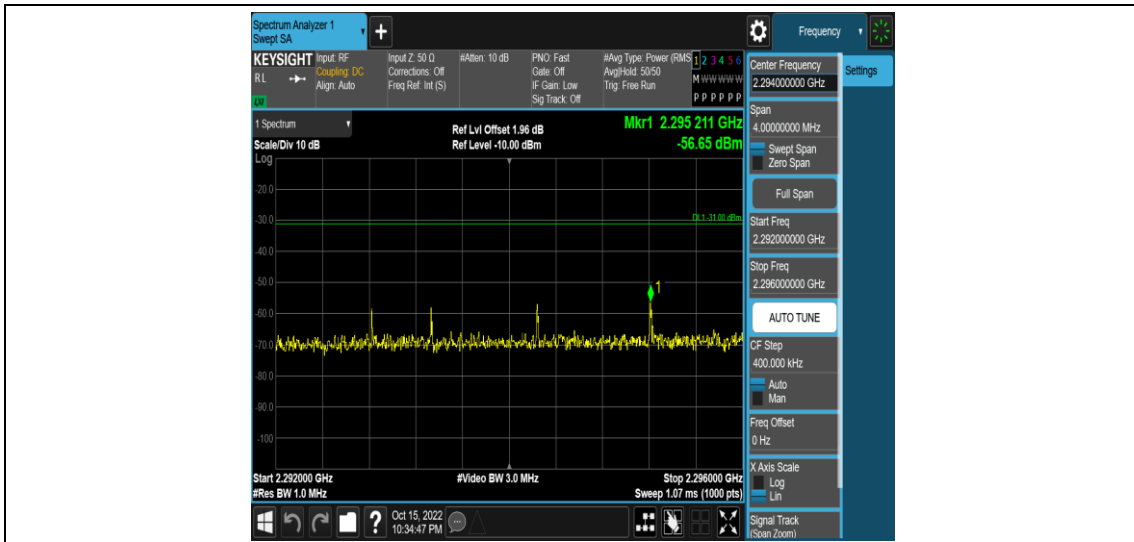 Spectrum Analyzer 1
Swept SA
+
Frequency
KEYSIGHT
RL
LXI
Input: RF
Coupling: DC
Align: Auto
Input Z: 50 Ω
Corrections: Off
Freq Ref: Int (S)
#Atten: 10 dB
PNO: Fast
Gate: Off
IF Gain: Low
Sig Track: Off
#Avg Type: Power (RMS
Avg|Hold: 50/50
Trig: Free Run
1 2 3 4 5 6
M W W W W W
P P P P P P
1 Spectrum
Scale/Div 10 dB
Ref Lvl Offset 1.96 dB
Ref Level -10.00 dBm
Mkr1 2.295 211 GHz
-56.65 dBm
Log
-20.0
-30.0
-40.0
-50.0
-60.0
-70.0
-80.0
-90.0
-100
DL1 -31.00 dBm
1
Start 2.292000 GHz
#Res BW 1.0 MHz
#Video BW 3.0 MHz
Stop 2.296000 GHz
Sweep 1.07 ms (1000 pts)
?
Oct 15, 2022
10:34:47 PM
Center Frequency
2.294000000 GHz
Settings
Span
4.00000000 MHz
Swept Span
Zero Span
Full Span
Start Freq
2.292000000 GHz
Stop Freq
2.296000000 GHz
AUTO TUNE
CF Step
400.000 kHz
Auto
Man
Freq Offset
0 Hz
X Axis Scale
Log
Lin
Signal Track
(Span Zoom)